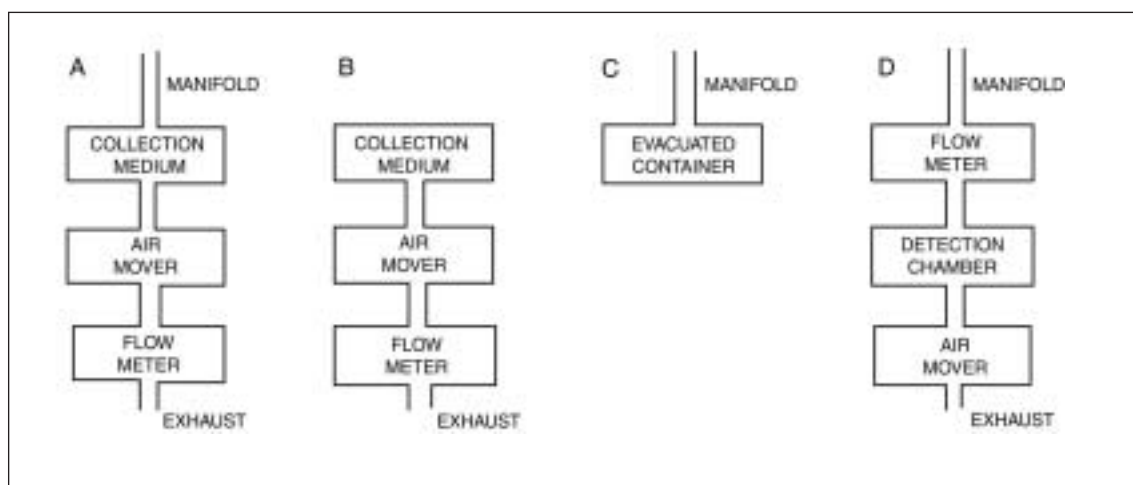 A
MANIFOLD
COLLECTION
MEDIUM
AIR
MOVER
FLOW
METER
EXHAUST
B
COLLECTION
MEDIUM
AIR
MOVER
FLOW
METER
EXHAUST
C
MANIFOLD
EVACUATED
CONTAINER
D
MANIFOLD
FLOW
METER
DETECTION
CHAMBER
AIR
MOVER
EXHAUST